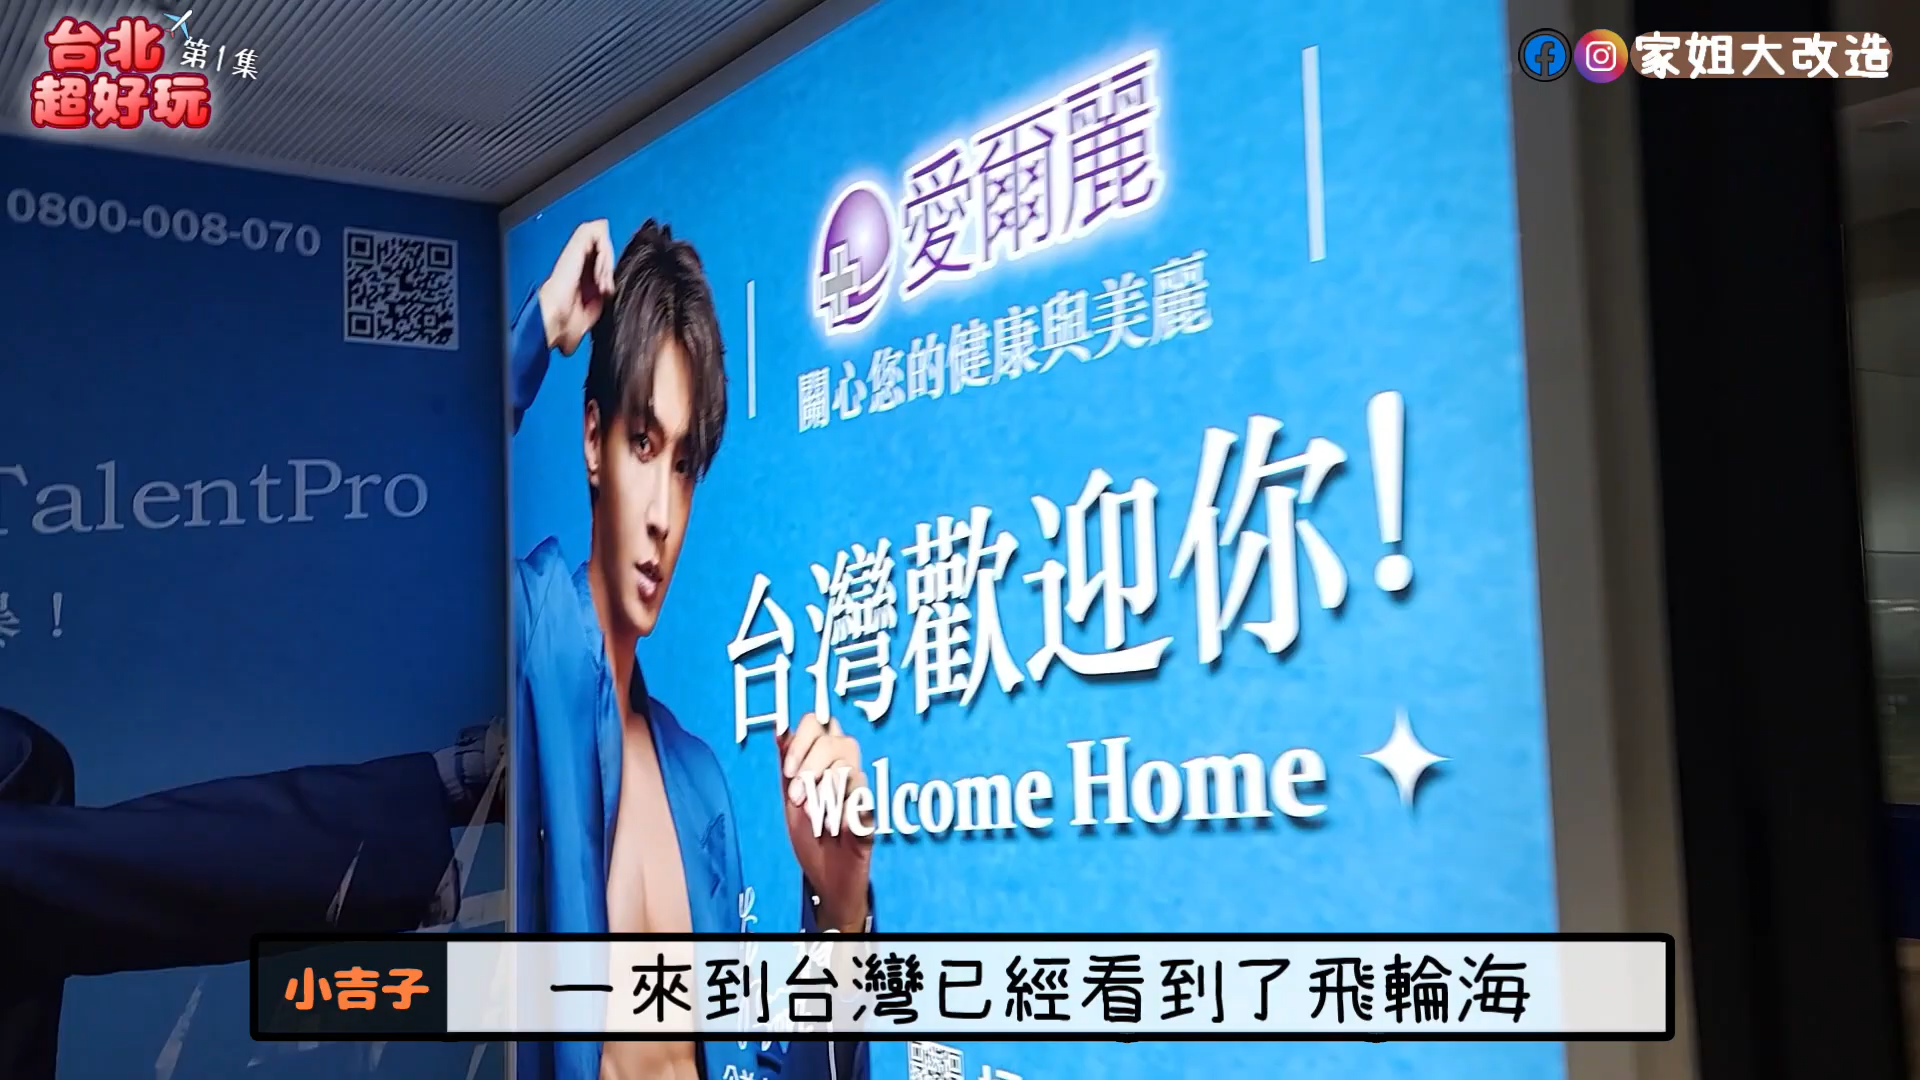 台北
超好玩
第1集
家姐大改造
0800-008-070
TalentPro
愛爾麗
關心您的健康與美麗
台灣歡迎你!
Welcome Home
小吉子
一來到台灣已經看到了飛輪海